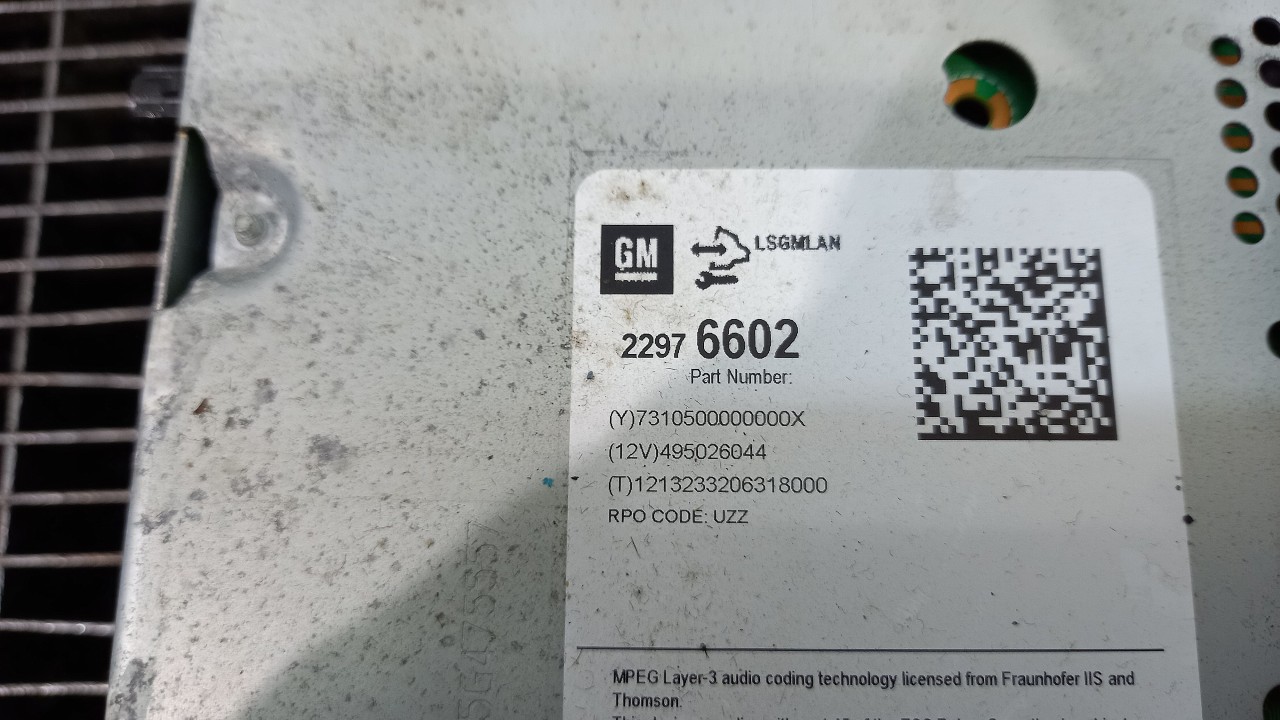 GM
LSGMLAN
2297 6602
Part Number:
(Y)7310500000000X
(12V)495026044
(T)1213233206318000
RPO CODE: UZZ
MPEG Layer-3 audio coding technology licensed from Fraunhofer IIS and
Thomson.